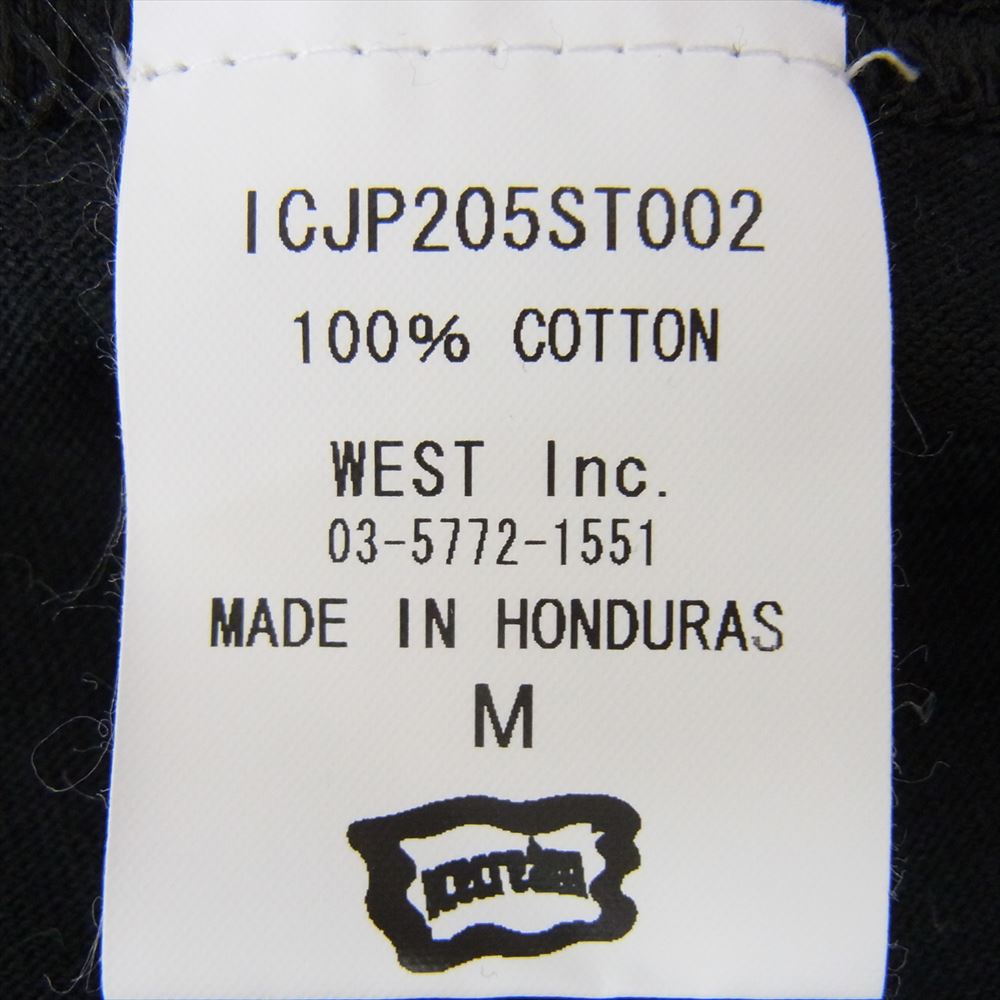 ICJP205ST002
100% COTTON
WEST Inc.
03-5772-1551
MADE IN HONDURAS
M